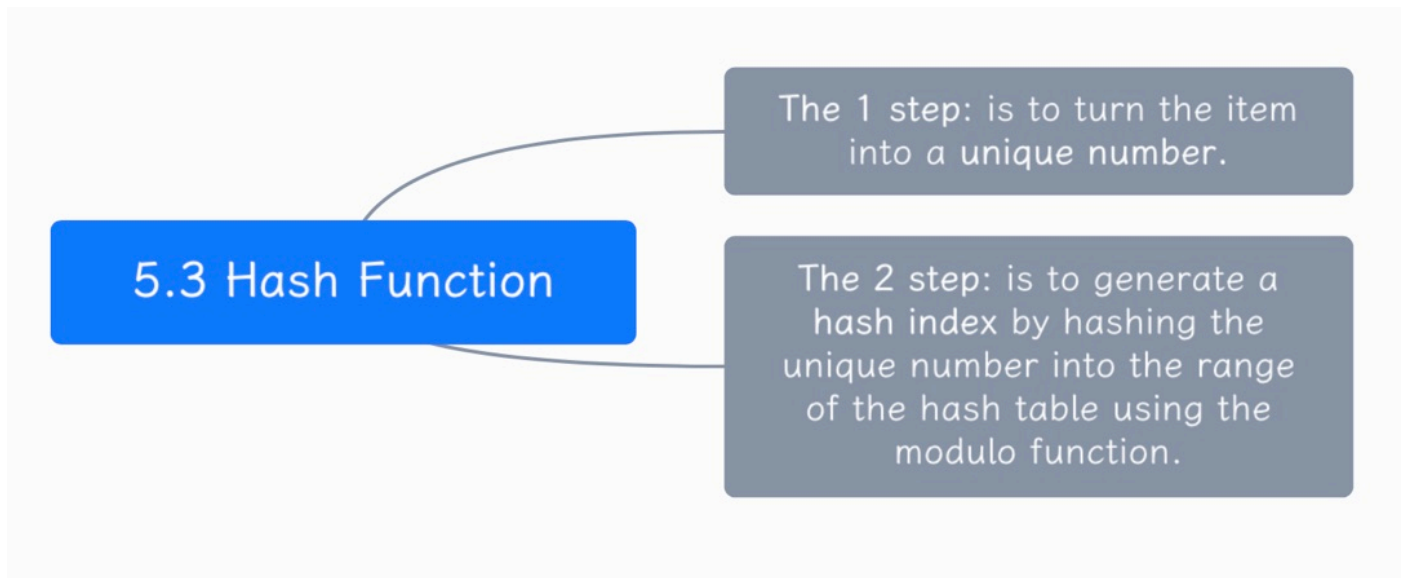 5.3 Hash Function
The 1 step: is to turn the item
into a unique number.
The 2 step: is to generate a
hash index by hashing the
unique number into the range
of the hash table using the
modulo function.